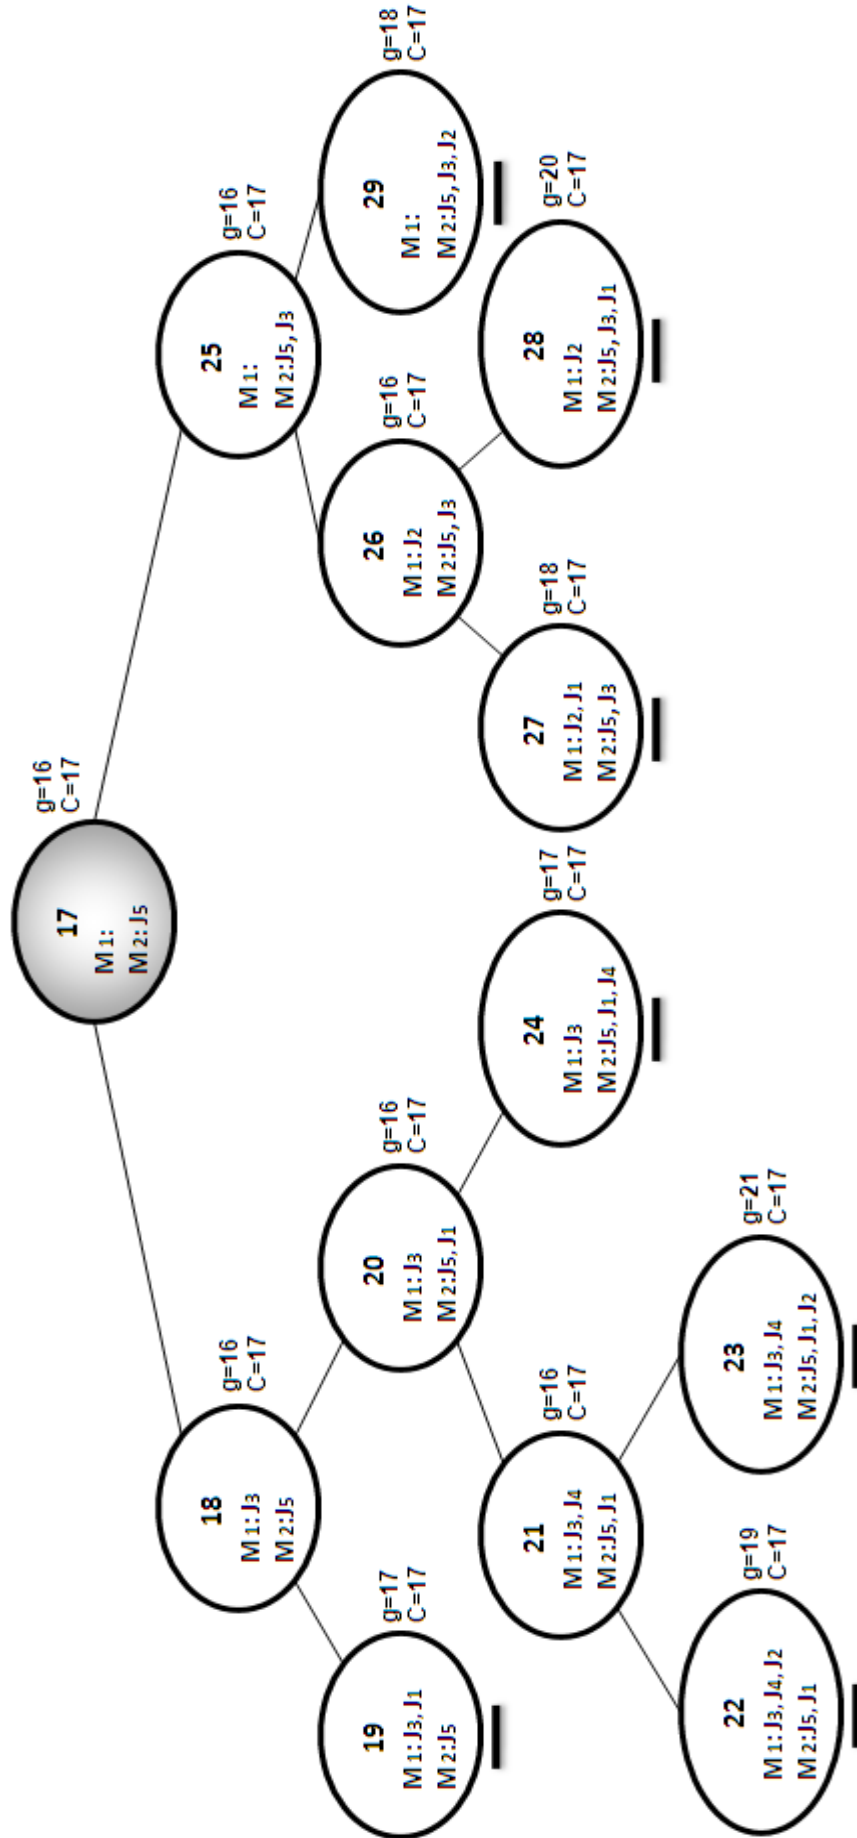 17
M1:
M2: J5
g=16
C=17
18
M1:J3
M2:J5
g=16
C=17
25
M1:
M2:J5, J3
g=16
C=17
19
M1:J3, J1
M2:J5
g=17
C=17
20
M1:J3
M2:J5, J1
g=16
C=17
26
M1:J2
M2:J5, J3
g=16
C=17
29
M1:
M2:J5, J3, J2
g=18
C=17
21
M1:J3, J4
M2:J5, J1
g=16
C=17
24
M1:J3
M2:J5, J1, J4
g=17
C=17
27
M1:J2, J1
M2:J5, J3
g=18
C=17
28
M1:J2
M2:J5, J3, J1
g=20
C=17
22
M1:J3, J4, J2
M2:J5, J1
g=19
C=17
23
M1:J3, J4
M2:J5, J1, J2
g=21
C=17